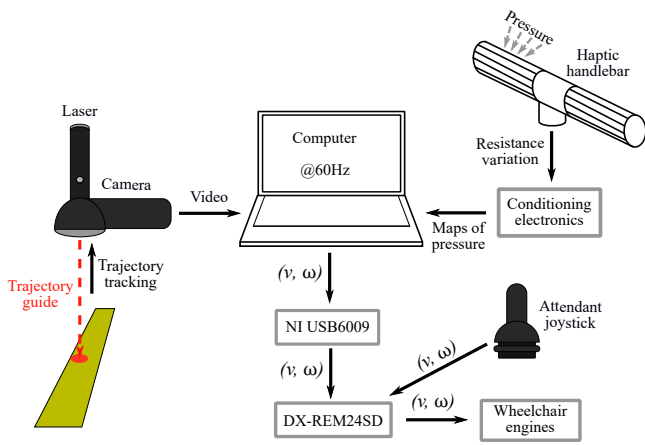 Pressure
Haptic
handlebar
Laser
Computer
@60Hz
Resistance
variation
Camera
Video
Conditioning
electronics
Maps of
pressure
Trajectory
tracking
Trajectory
guide
(v, ω)
NI USB6009
Attendant
joystick
(v, ω)
(v, ω)
DX-REM24SD
(v, ω)
Wheelchair
engines